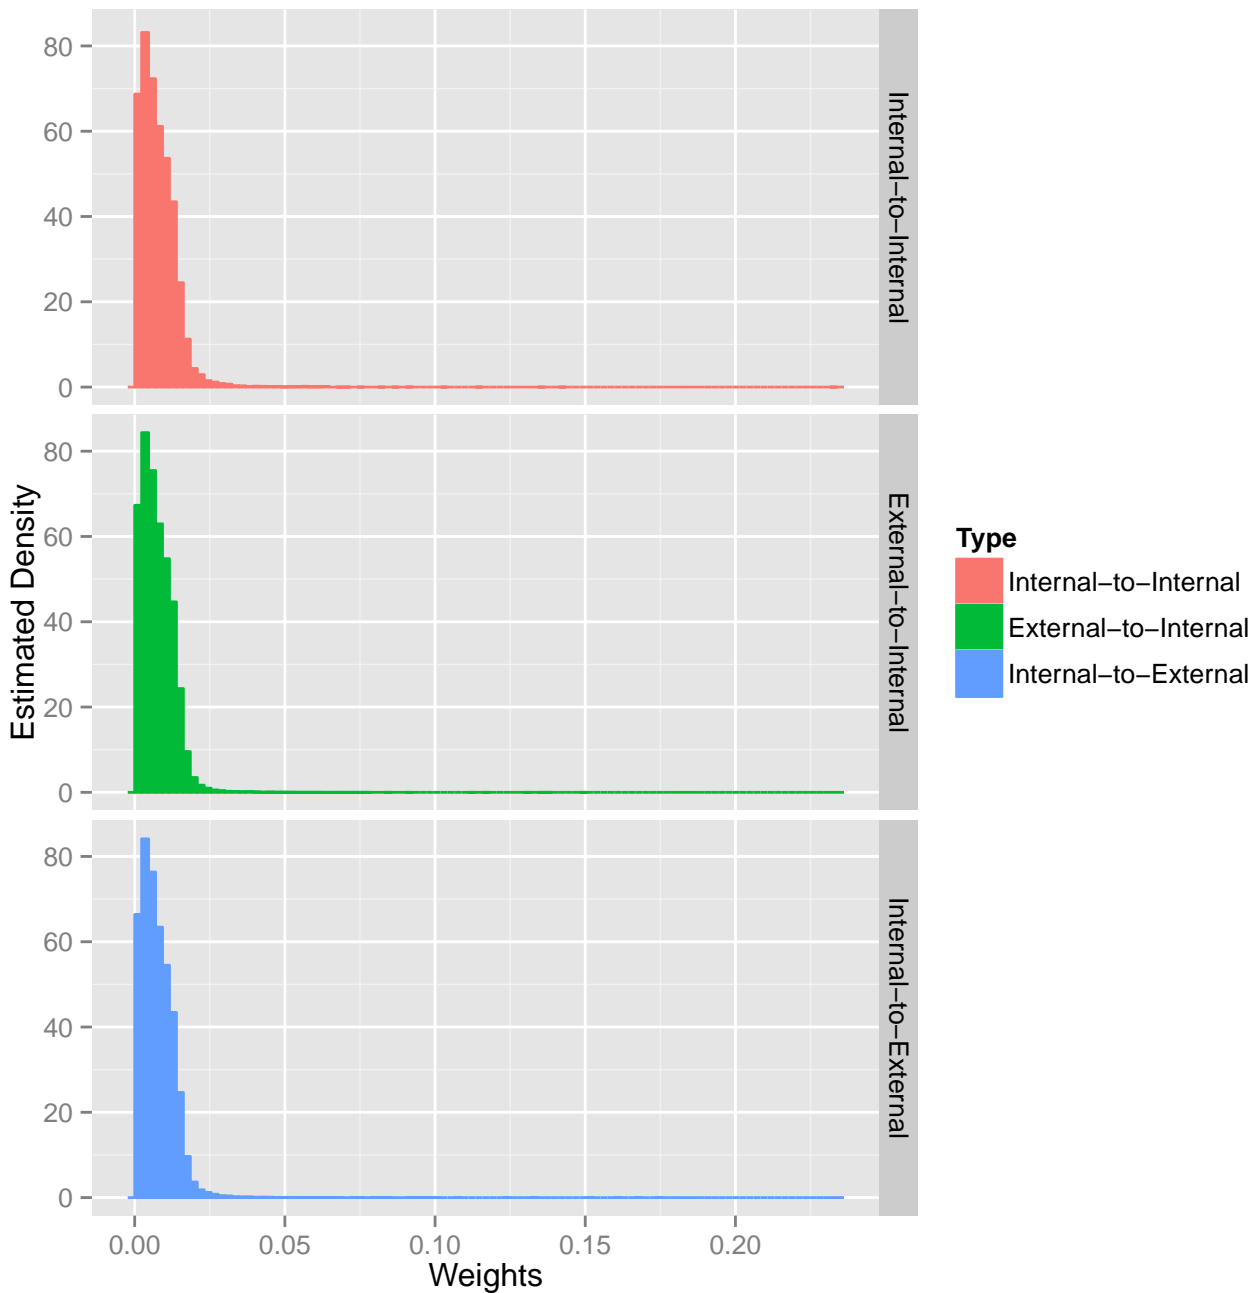 80
60
40
20
0
Internal−to−Internal
80
60
40
20
0
External−to−Internal
80
60
40
20
0
Internal−to−External
Estimated Density
0.00 0.05 0.10 0.15 0.20
Weights
Type
Internal−to−Internal
External−to−Internal
Internal−to−External